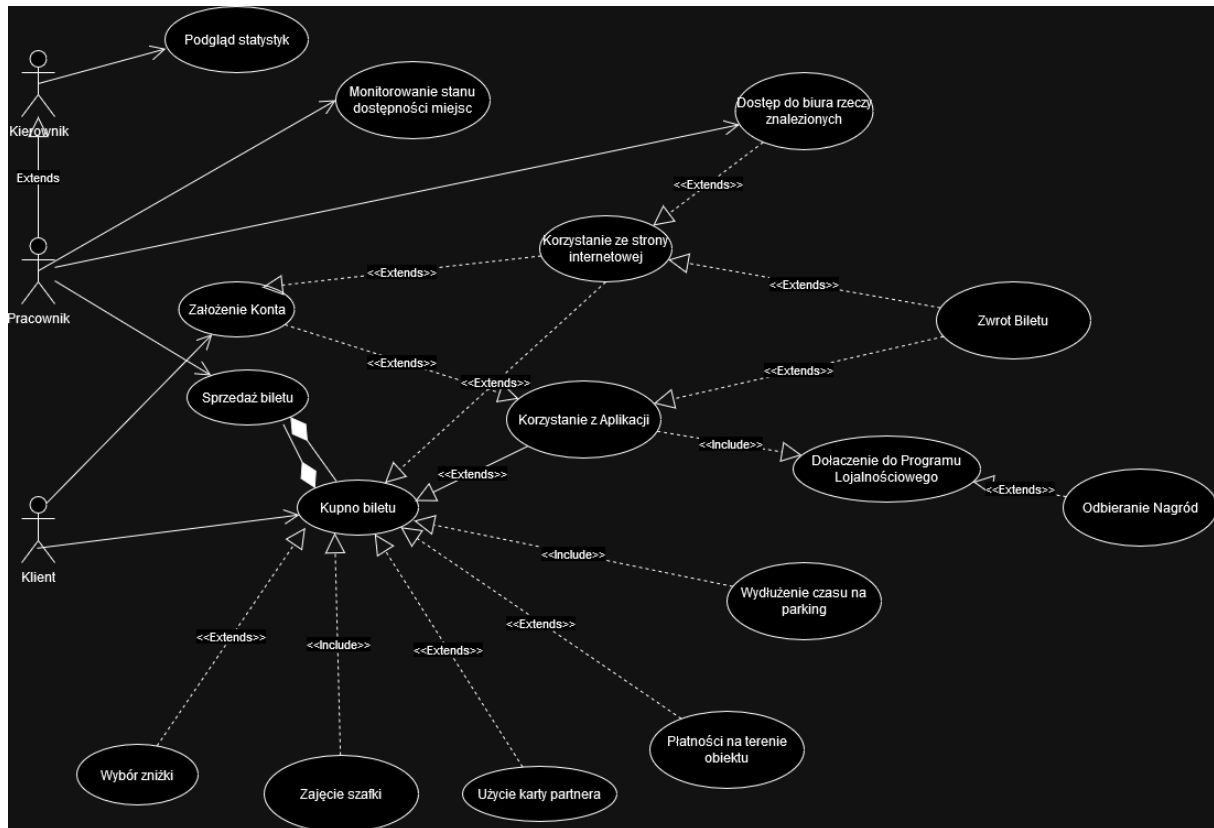 Podgląd statystyk
Monitorowanie stanu
dostępności miejsc
Dostęp do biura rzeczy
znalezionych
Kierownik
Extends
<<Extends>>
Korzystanie ze strony
internetowej
<<Extends>>
<<Extends>>
Założenie Konta
Pracownik
Zwrot Biletu
<<Extends>>
<<Extends>>
<<Extends>>
Sprzedaż biletu
Korzystanie z Aplikacji
<<Include>>
Dołaczenie do Programu
Lojalnościowego
<<Extends>>
<<Extends>>
Odbieranie Nagród
Kupno biletu
Klient
<<Include>>
Wydłużenie czasu na
parking
<<Extends>>
<<Extends>>
<<Include>>
<<Extends>>
Płatności na terenie
obiektu
Wybór zniżki
Zajęcie szafki
Użycie karty partnera